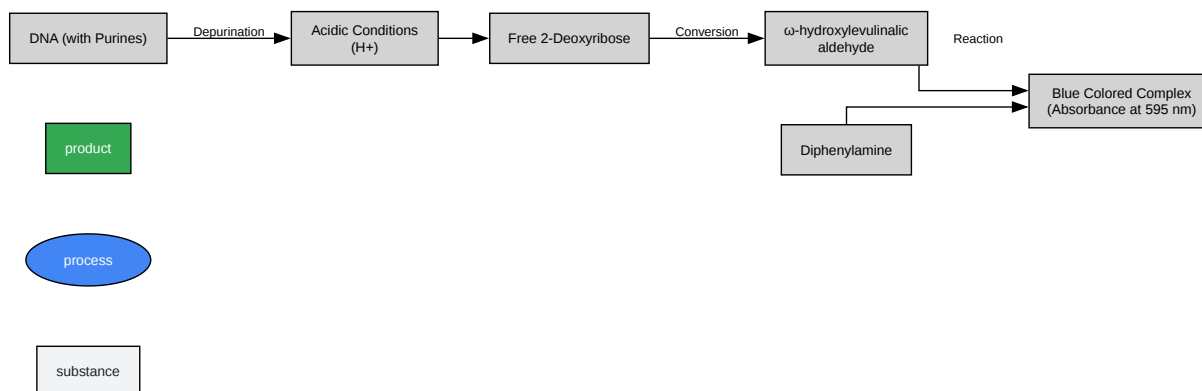 DNA (with Purines)
Depurination
Acidic Conditions
(H+)
Free 2-Deoxyribose
Conversion
ω-hydroxylevulinalic
aldehyde
Reaction
Blue Colored Complex
(Absorbance at 595 nm)
Diphenylamine
product
process
substance